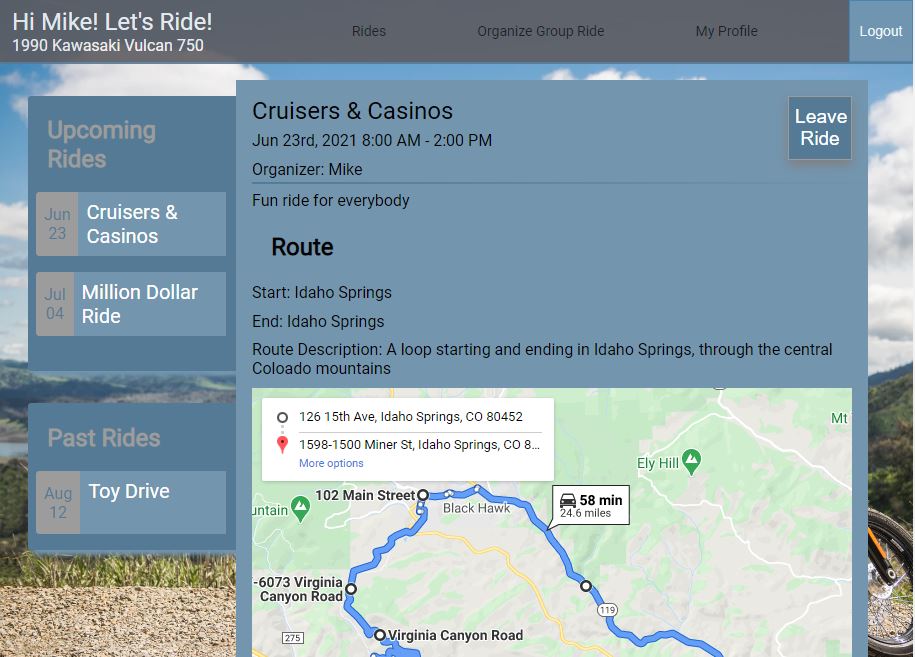 Hi Mike! Let's Ride!
1990 Kawasaki Vulcan 750
Rides
Organize Group Ride
My Profile
Logout
Upcoming
Rides
Jun
23
Cruisers &
Casinos
Jul
04
Million Dollar
Ride
Past Rides
Aug
12
Toy Drive
Cruisers & Casinos
Jun 23rd, 2021 8:00 AM - 2:00 PM
Organizer: Mike
Leave
Ride
Fun ride for everybody
Route
Start: Idaho Springs
End: Idaho Springs
Route Description: A loop starting and ending in Idaho Springs, through the central
Coloado mountains
126 15th Ave, Idaho Springs, CO 80452
1598-1500 Miner St, Idaho Springs, CO 8...
More options
Mt
Ely Hill
58 min
24.6 miles
102 Main Street
Black Hawk
untain
-6073 Virginia
Canyon Road
119
275
Virginia Canyon Road